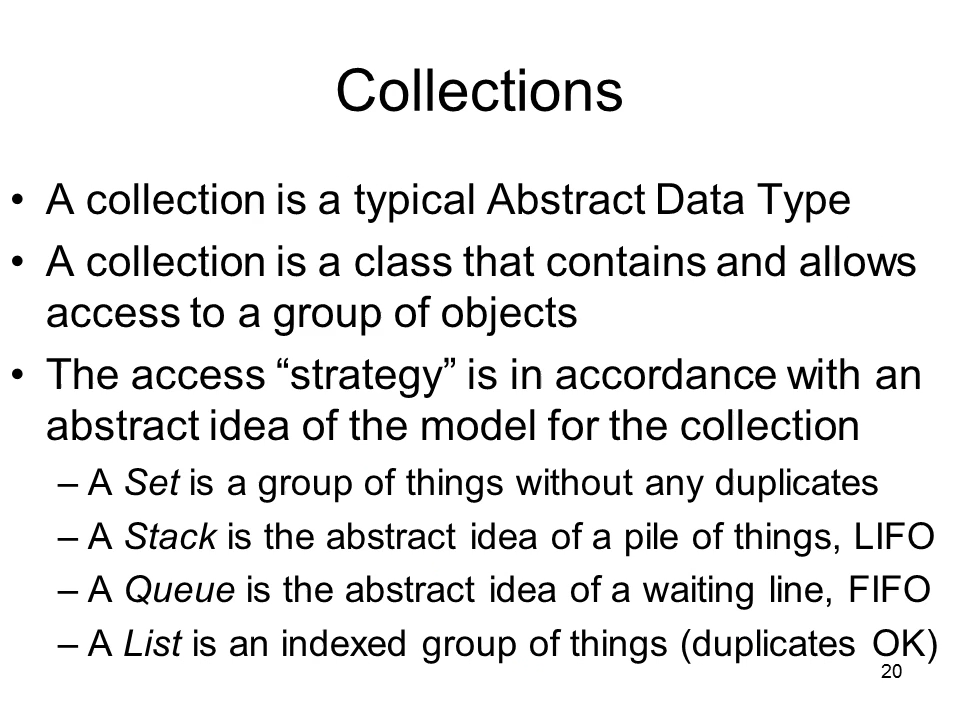 Collections
• A collection is a typical Abstract Data Type
• A collection is a class that contains and allows
access to a group of objects
• The access “strategy” is in accordance with an
abstract idea of the model for the collection
– A Set is a group of things without any duplicates
– A Stack is the abstract idea of a pile of things, LIFO
– A Queue is the abstract idea of a waiting line, FIFO
– A List is an indexed group of things (duplicates OK)
20